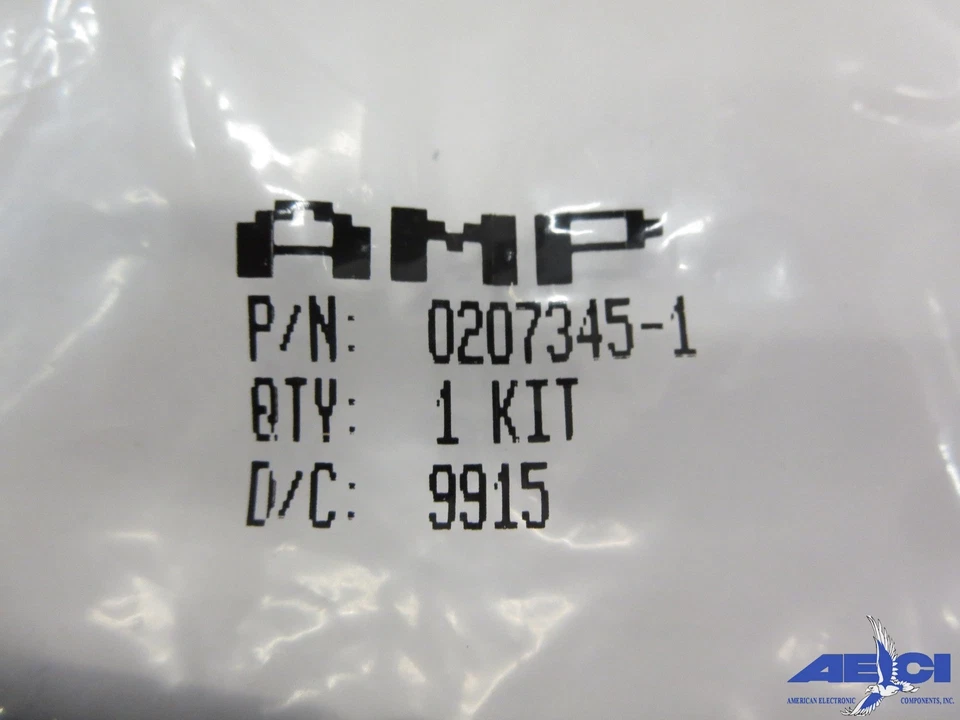 AMP
P/N: 0207345-1
QTY: 1 KIT
D/C: 9915
AECI
AMERICAN ELECTRONIC COMPONENTS, INC.